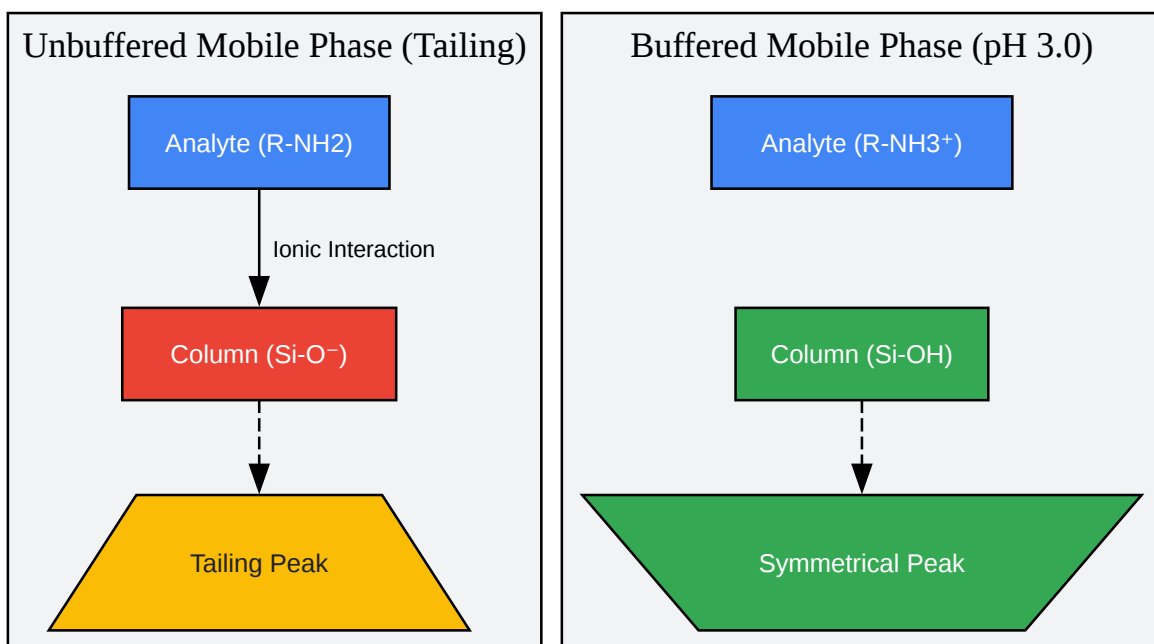 Unbuffered Mobile Phase (Tailing)
Analyte (R-NH2)
Ionic Interaction
Column (Si-O⁻)
Tailing Peak
Buffered Mobile Phase (pH 3.0)
Analyte (R-NH3⁺)
Column (Si-OH)
Symmetrical Peak